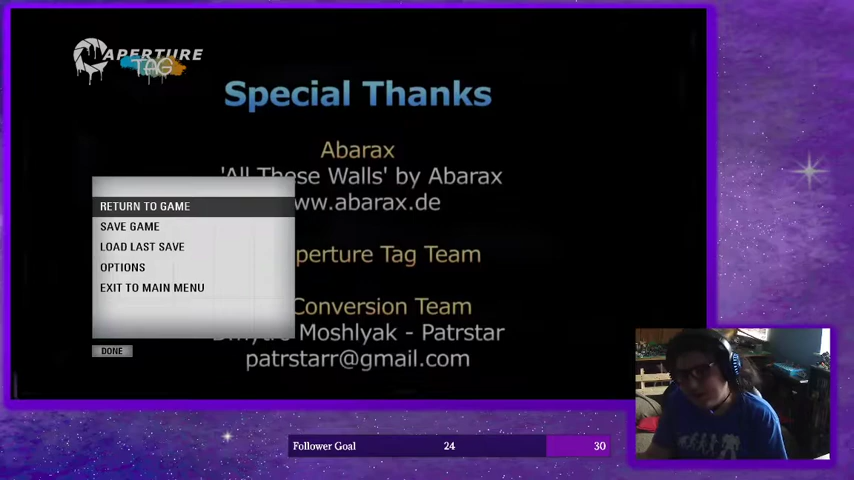 APERTURE
TAG
Special Thanks
Abarax
'All These Walls' by Abarax
ww.abarax.de
RETURN TO GAME
SAVE GAME
LOAD LAST SAVE
OPTIONS
EXIT TO MAIN MENU
DONE
perture Tag Team
Conversion Team
Moshlyak - Patrstar
patrstarr@gmail.com
Follower Goal 24 30